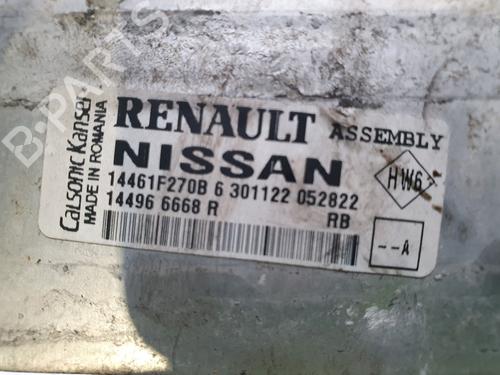 Calsonic Kansei
MADE IN ROMANIA
RENAULT ASSEMBLY
NISSAN
14461F270B 6 301122 052822
14496 6668 R
RB
HW6
--A
B-PARTS